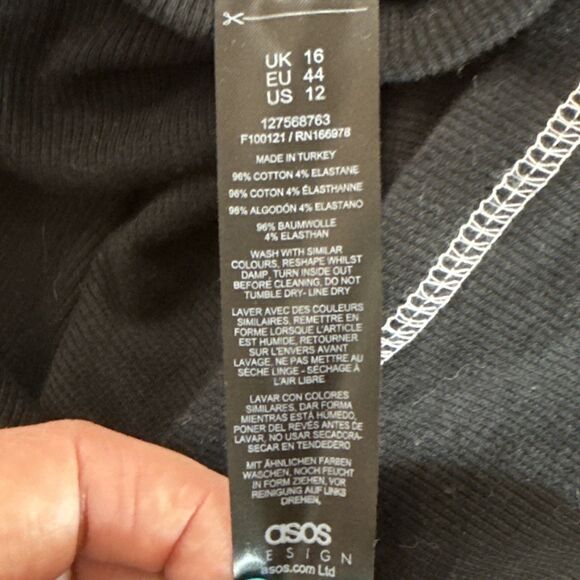 UK 16
EU 44
US 12
127568763
F100121 / RN166978
MADE IN TURKEY
96% COTTON 4% ELASTANE
96% COTON 4% ÉLASTHANNE
96% ALGODÓN 4% ELASTANO
96% BAUMWOLLE
4% ELASTHAN
WASH WITH SIMILAR
COLOURS, RESHAPE WHILST
DAMP, TURN INSIDE OUT
BEFORE CLEANING, DO NOT
TUMBLE DRY- LINE DRY
LAVER AVEC DES COULEURS
SIMILAIRES, REMETTRE EN
FORME LORSQUE L'ARTICLE
EST HUMIDE, RETOURNER
SUR L'ENVERS AVANT
LAVAGE, NE PAS METTRE AU
SÈCHE LINGE - SÉCHAGE À
L'AIR LIBRE
LAVAR CON COLORES
SIMILARES, DAR FORMA
MIENTRAS ESTÁ HÚMEDO,
PONER DEL REVÉS ANTES DE
LAVAR, NO USAR SECADORA-
SECAR EN TENDEDERO
MIT ÄHNLICHEN FARBEN
WASCHEN, NOCH FEUCHT
IN FORM ZIEHEN, VOR
REINIGUNG AUF LINKS
DREHEN,
asos
ESIGN
asos.com Ltd